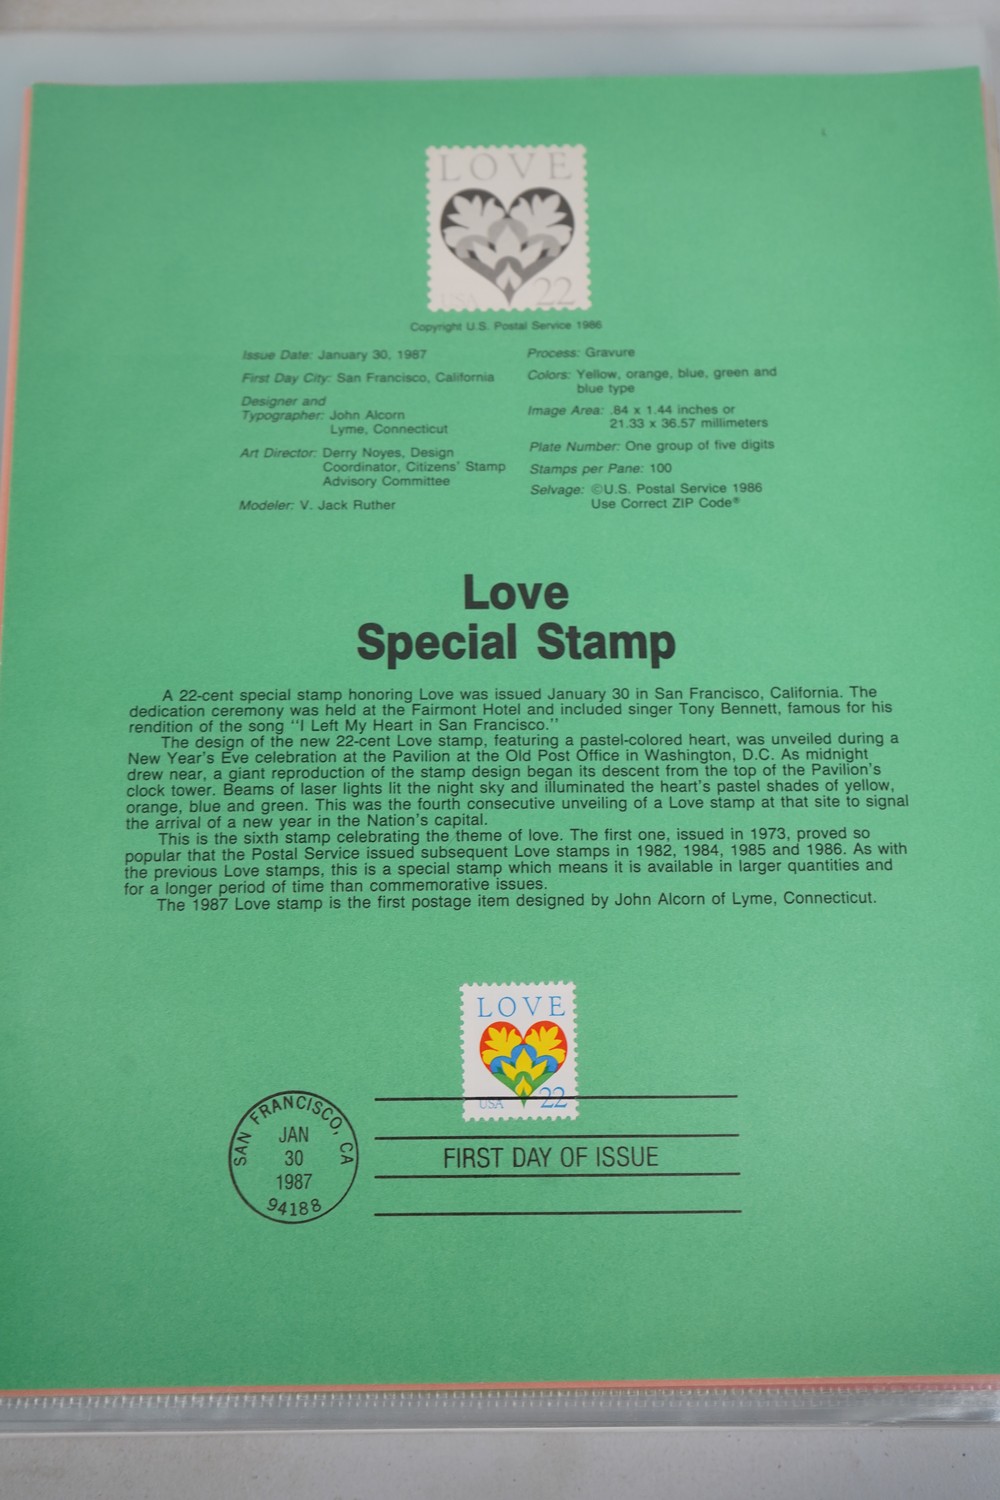 LOVE
USA 22
Copyright U.S. Postal Service 1986
Issue Date: January 30, 1987
First Day City: San Francisco, California
Designer and
Typographer: John Alcorn
Lyme, Connecticut
Art Director: Derry Noyes, Design
Coordinator, Citizens' Stamp
Advisory Committee
Modeler: V. Jack Ruther
Process: Gravure
Colors: Yellow, orange, blue, green and
blue type
Image Area: .84 x 1.44 inches or
21.33 x 36.57 millimeters
Plate Number: One group of five digits
Stamps per Pane: 100
Selvage: ©U.S. Postal Service 1986
Use Correct ZIP Code®
Love
Special Stamp
A 22-cent special stamp honoring Love was issued January 30 in San Francisco, California. The
dedication ceremony was held at the Fairmont Hotel and included singer Tony Bennett, famous for his
rendition of the song "I Left My Heart in San Francisco."
The design of the new 22-cent Love stamp, featuring a pastel-colored heart, was unveiled during a
New Year's Eve celebration at the Pavilion at the Old Post Office in Washington, D.C. As midnight
drew near, a giant reproduction of the stamp design began its descent from the top of the Pavilion's
clock tower. Beams of laser lights lit the night sky and illuminated the heart's pastel shades of yellow,
orange, blue and green. This was the fourth consecutive unveiling of a Love stamp at that site to signal
the arrival of a new year in the Nation's capital.
This is the sixth stamp celebrating the theme of love. The first one, issued in 1973, proved so
popular that the Postal Service issued subsequent Love stamps in 1982, 1984, 1985 and 1986. As with
the previous Love stamps, this is a special stamp which means it is available in larger quantities and
for a longer period of time than commemorative issues.
The 1987 Love stamp is the first postage item designed by John Alcorn of Lyme, Connecticut.
LOVE
USA 22
SAN FRANCISCO, CA
JAN
30
1987
94188
FIRST DAY OF ISSUE